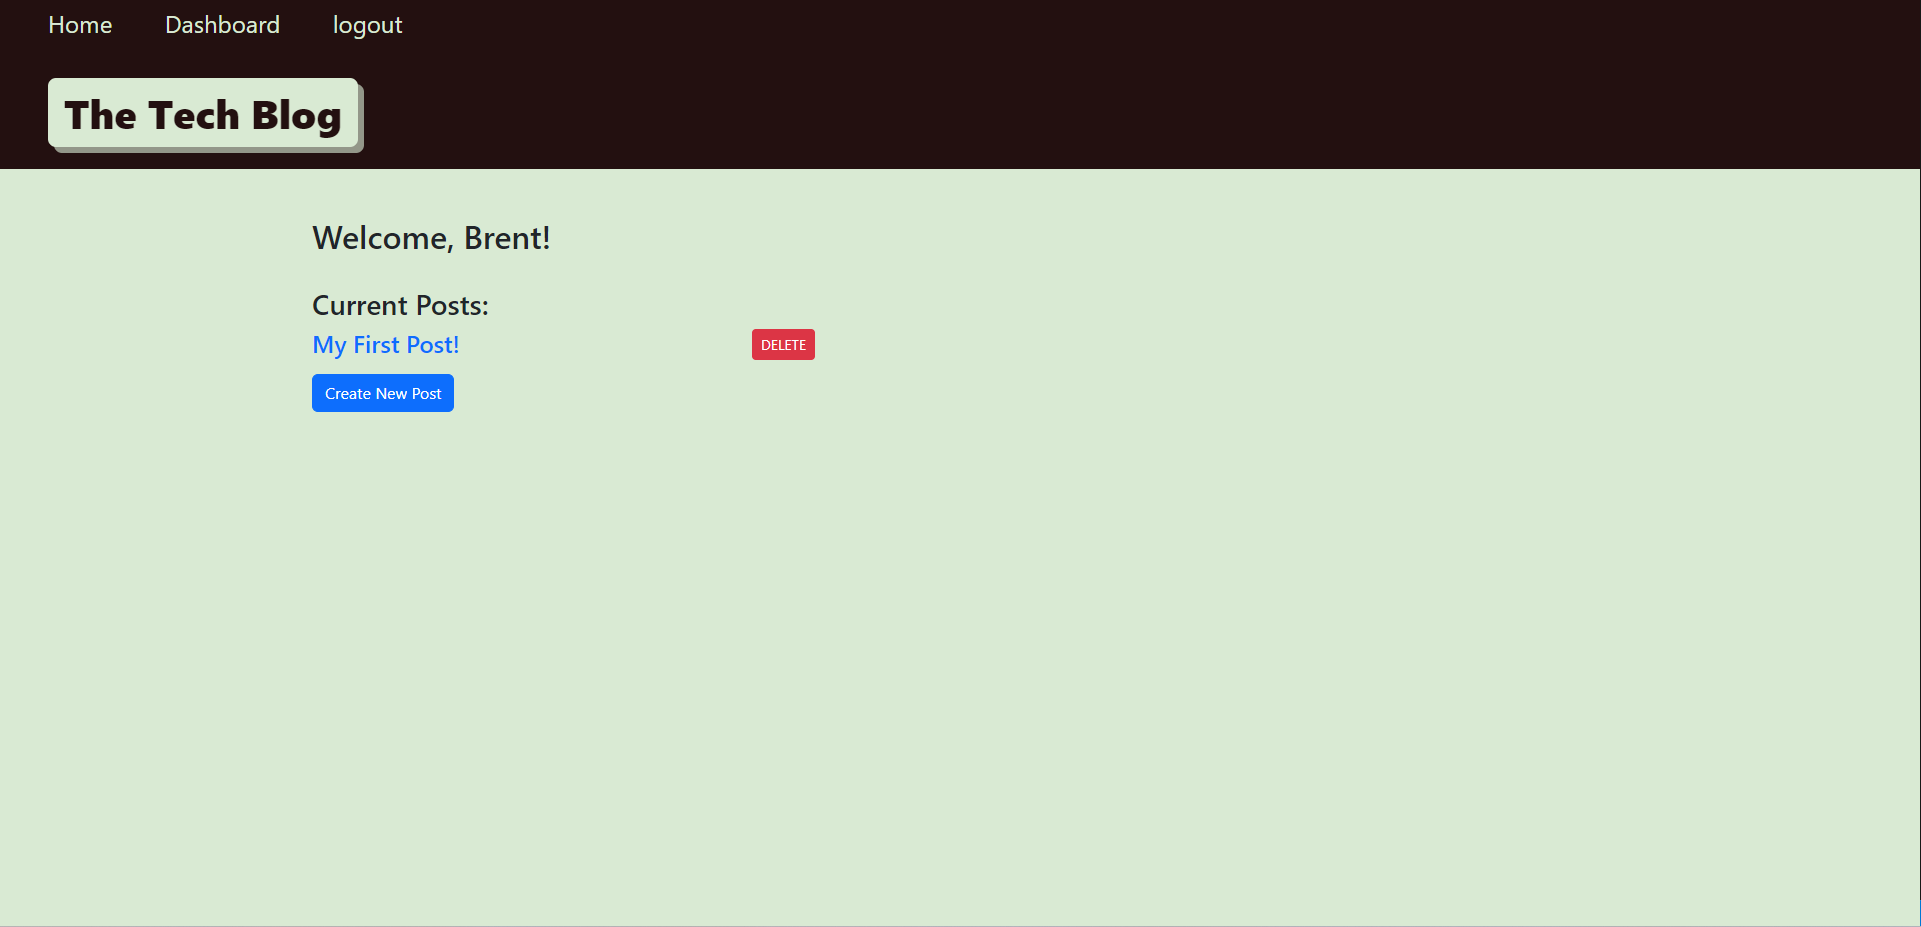 Home Dashboard logout
The Tech Blog
Welcome, Brent!
Current Posts:
My First Post! DELETE
Create New Post